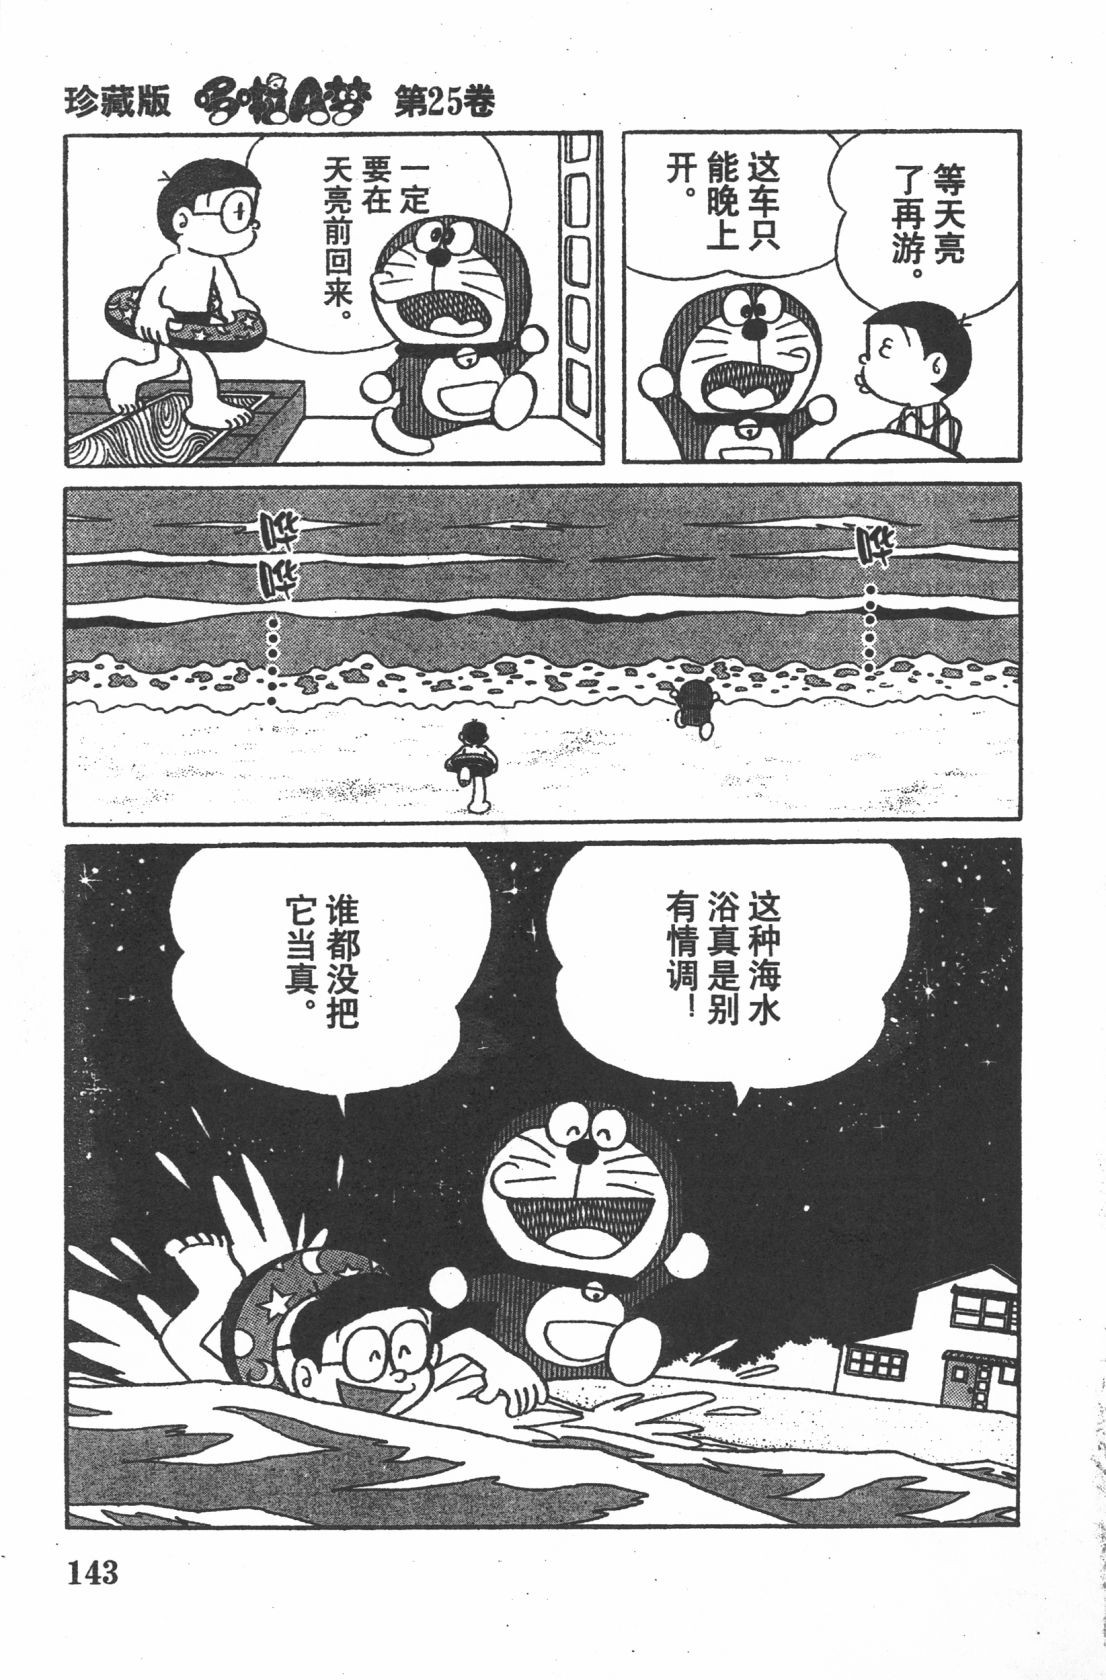 珍藏版 哆啦A梦 第25卷
等天亮
了再游。
这车只
能晚上
开。
一定
要在
天亮前回来。
哗
哗哗
这种海水
浴真是别
有情调！
谁都没把
它当真。
143